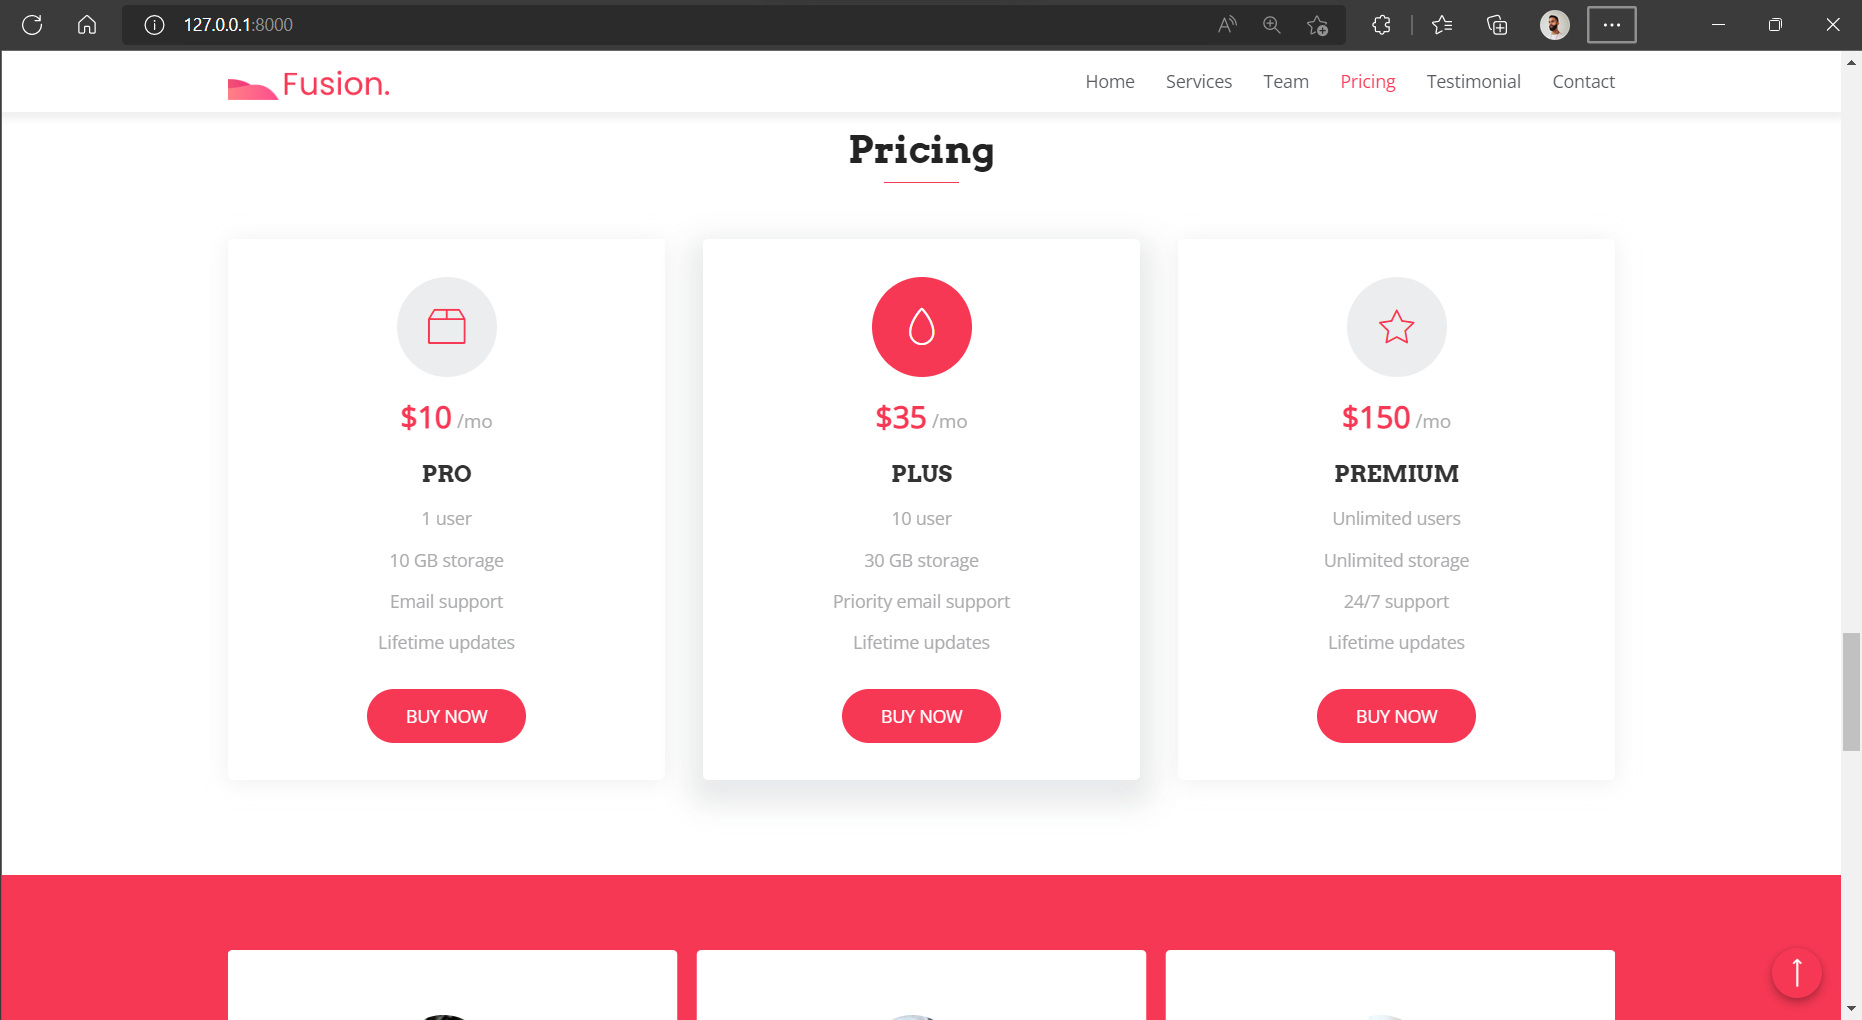 127.0.0.1:8000
Fusion.
Home Services Team Pricing Testimonial Contact
Pricing
$10 /mo
PRO
1 user
10 GB storage
Email support
Lifetime updates
BUY NOW
$35 /mo
PLUS
10 user
30 GB storage
Priority email support
Lifetime updates
BUY NOW
$150 /mo
PREMIUM
Unlimited users
Unlimited storage
24/7 support
Lifetime updates
BUY NOW